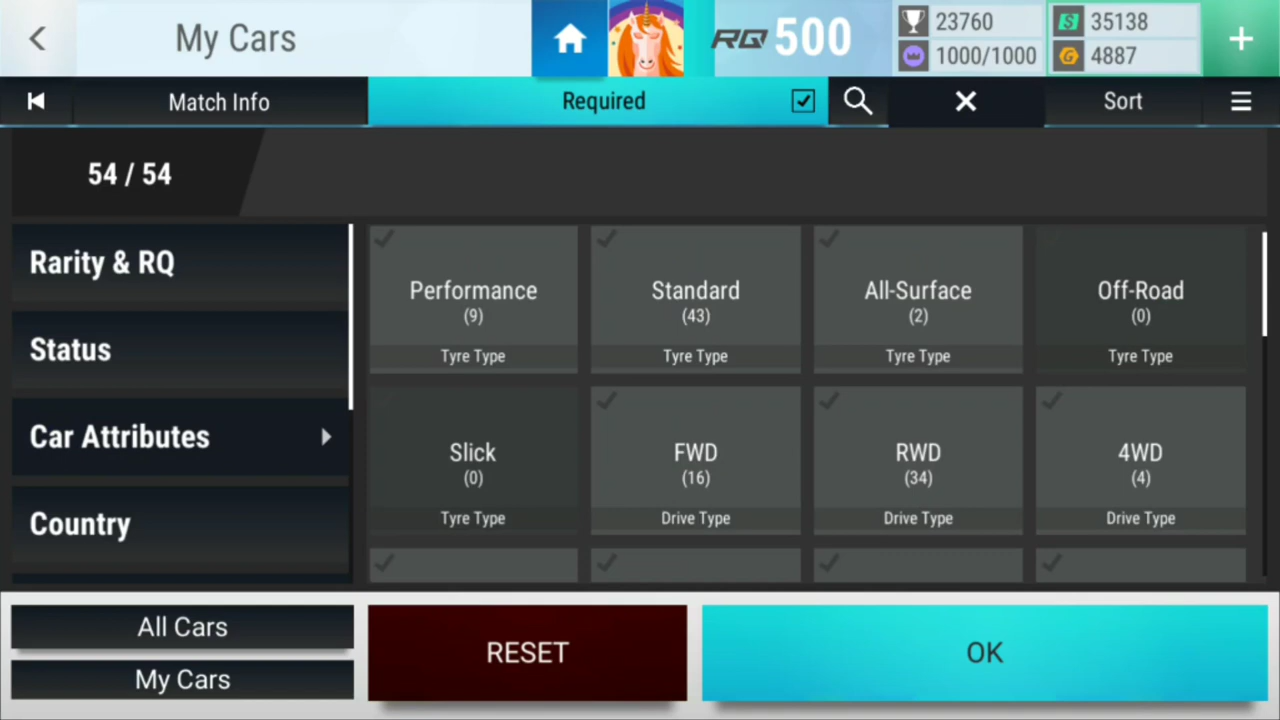 My Cars
RQ 500
23760
1000/1000
35138
4887
+
Match Info
Required
Sort
54 / 54
Rarity & RQ
Status
Car Attributes
Country
Performance
(9)
Tyre Type
Standard
(43)
Tyre Type
All-Surface
(2)
Tyre Type
Off-Road
(0)
Tyre Type
Slick
(0)
Tyre Type
FWD
(16)
Drive Type
RWD
(34)
Drive Type
4WD
(4)
Drive Type
All Cars
My Cars
RESET
OK